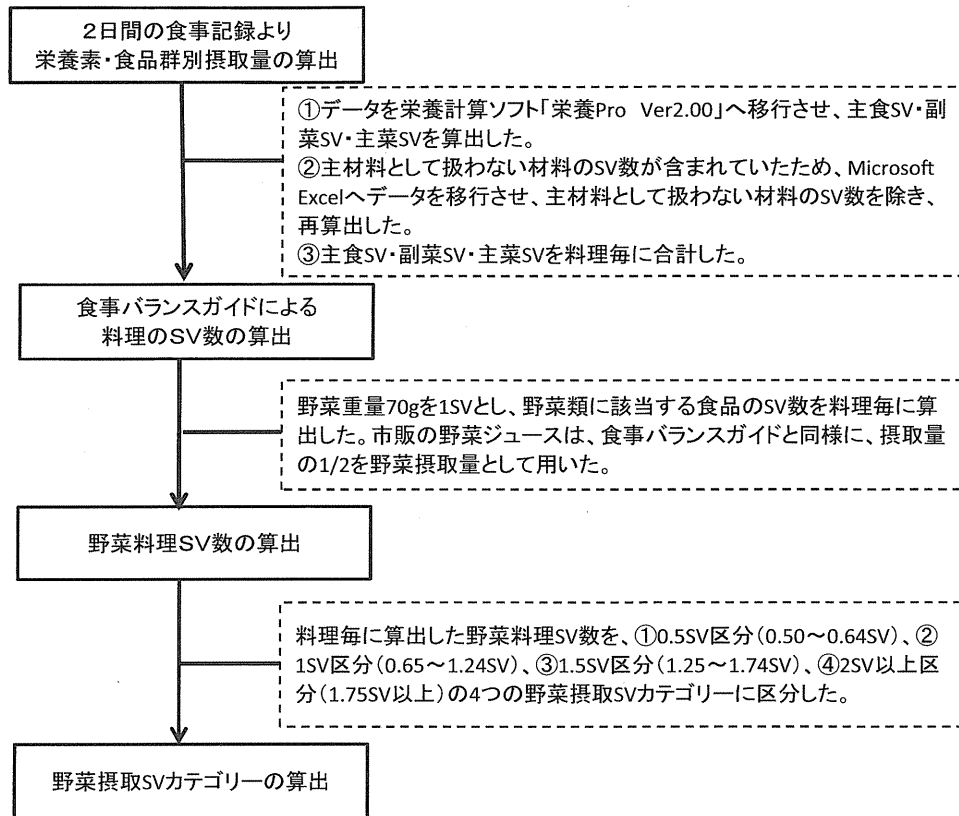 2日間の食事記録より
栄養素・食品群別摂取量の算出
①データを栄養計算ソフト「栄養Pro Ver2.00」へ移行させ、主食SV・副
菜SV・主菜SVを算出した。
②主材料として扱わない材料のSV数が含まれていたため、Microsoft
Excelへデータを移行させ、主材料として扱わない材料のSV数を除き、
再算出した。
③主食SV・副菜SV・主菜SVを料理毎に合計した。
食事バランスガイドによる
料理のSV数の算出
野菜重量70gを1SVとし、野菜類に該当する食品のSV数を料理毎に算
出した。市販の野菜ジュースは、食事バランスガイドと同様に、摂取量
の1/2を野菜摂取量として用いた。
野菜料理SV数の算出
料理毎に算出した野菜料理SV数を、①0.5SV区分(0.50~0.64SV)、②
1SV区分(0.65~1.24SV)、③1.5SV区分(1.25~1.74SV)、④2SV以上区
分(1.75SV以上)の4つの野菜摂取SVカテゴリーに区分した。
野菜摂取SVカテゴリーの算出